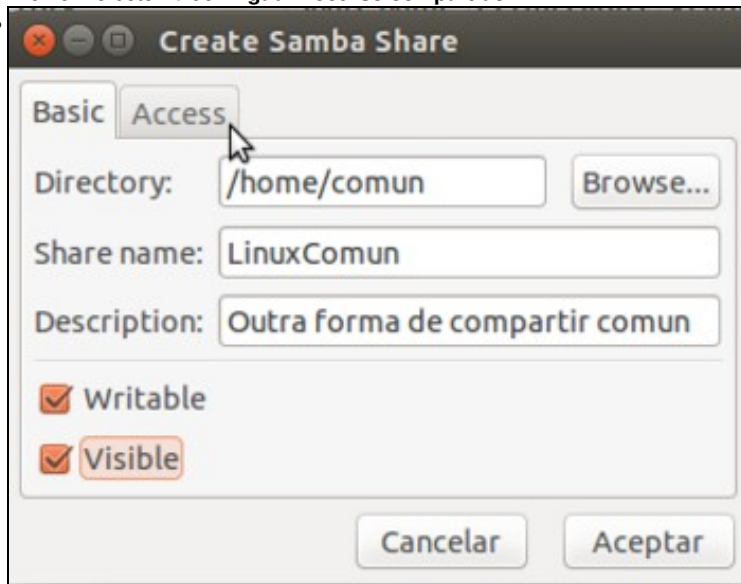 Create Samba Share
Basic Access
Directory: /home/comun Browse...
Share name: LinuxComun
Description: Outra forma de compartir comun
Writable
Visible
Cancelar Aceptar